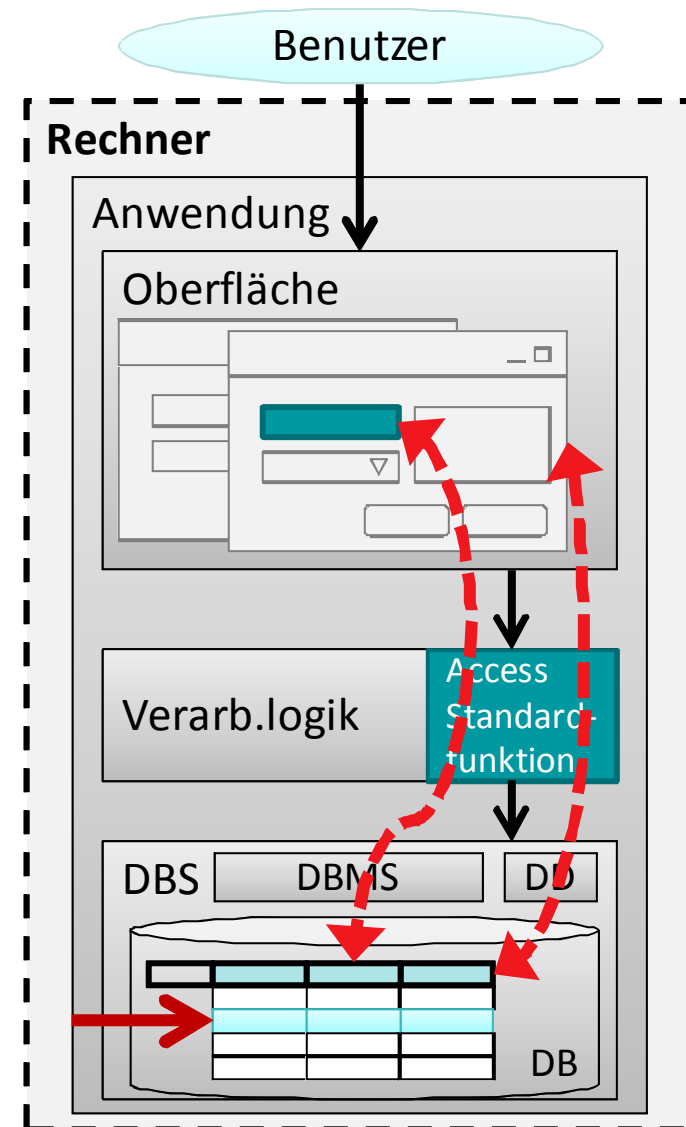 Benutzer
Rechner
Anwendung
Oberfläche
Verarb.logik
Access
Standard-
funktion
DBS
DBMS
DD
DB